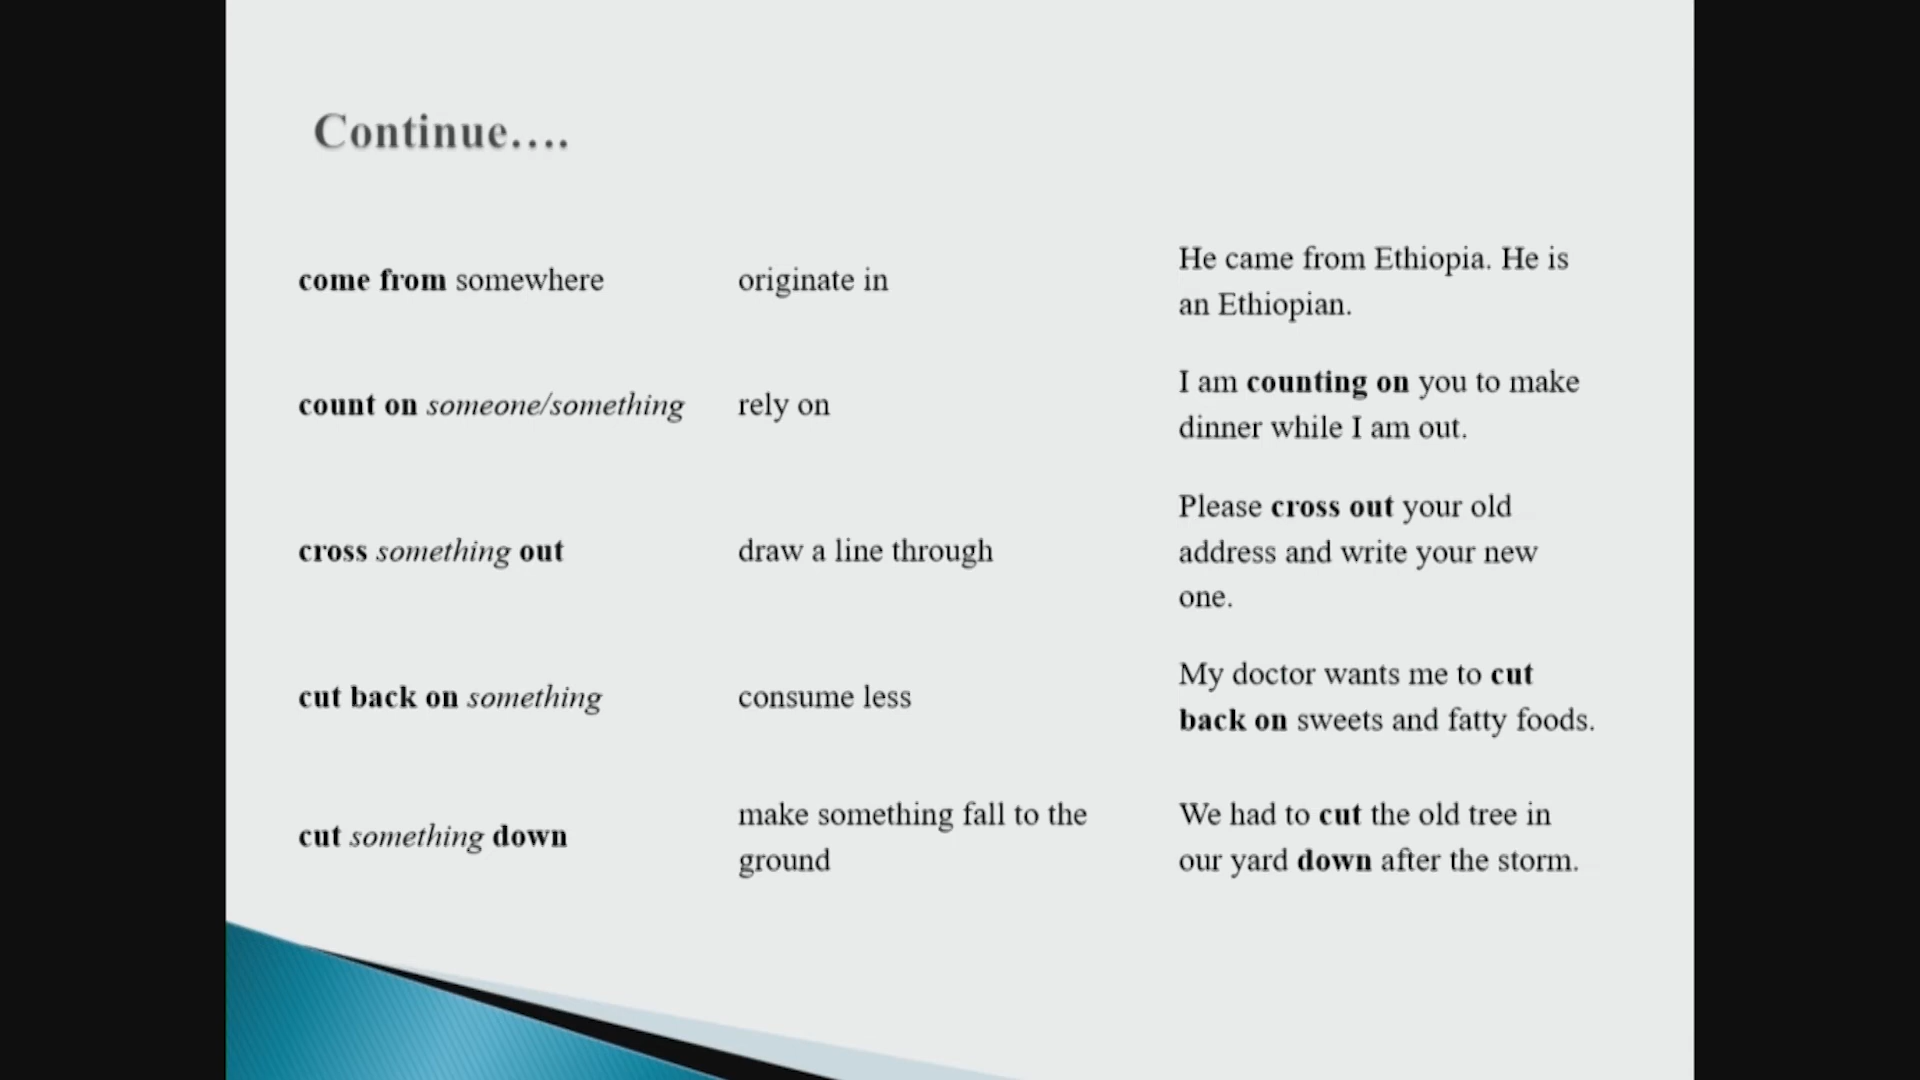 Continue....
come from somewhere
originate in
He came from Ethiopia. He is
an Ethiopian.
count on someone/something
rely on
I am counting on you to make
dinner while I am out.
cross something out
draw a line through
Please cross out your old
address and write your new
one.
cut back on something
consume less
My doctor wants me to cut
back on sweets and fatty foods.
cut something down
make something fall to the
ground
We had to cut the old tree in
our yard down after the storm.